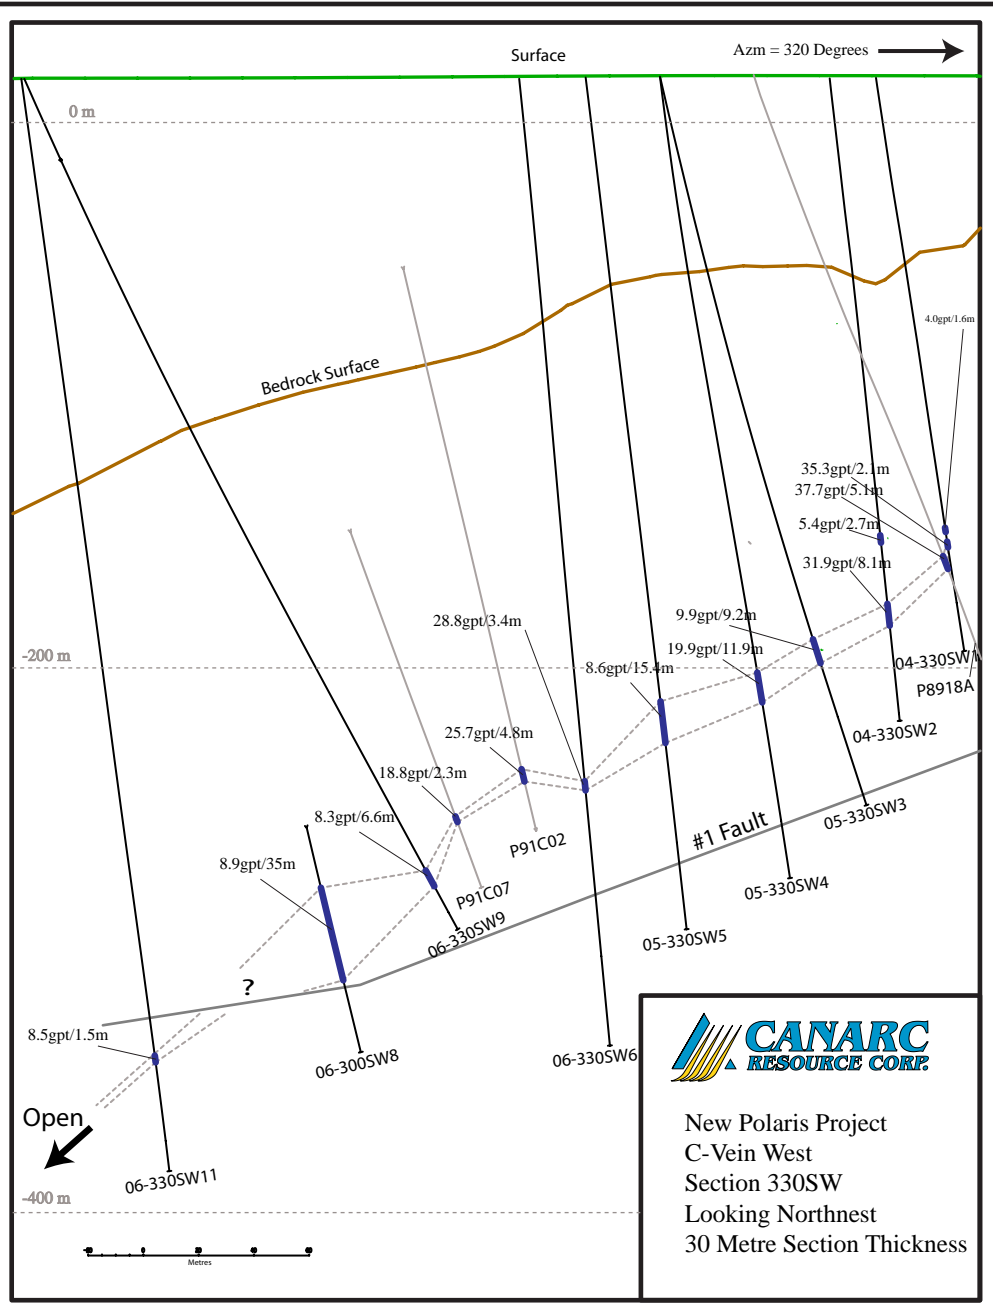 Surface
Azm = 320 Degrees
0 m
4.0gpt/1.6m
Bedrock Surface
35.3gpt/2.1m
37.7gpt/5.1m
5.4gpt/2.7m
31.9gpt/8.1m
9.9gpt/9.2m
28.8gpt/3.4m
19.9gpt/11.9m
-200 m
8.6gpt/15.4m
04-330SW1
P8918A
25.7gpt/4.8m
04-330SW2
18.8gpt/2.3m
8.3gpt/6.6m
05-330SW3
#1 Fault
P91C02
8.9gpt/35m
05-330SW4
P91C07
06-330SW9
05-330SW5
?
8.5gpt/1.5m
06-300SW8
06-330SW6
CANARC
RESOURCE CORP.
Open
06-330SW11
-400 m
New Polaris Project
C-Vein West
Section 330SW
Looking Northnest
30 Metre Section Thickness
0
Metres